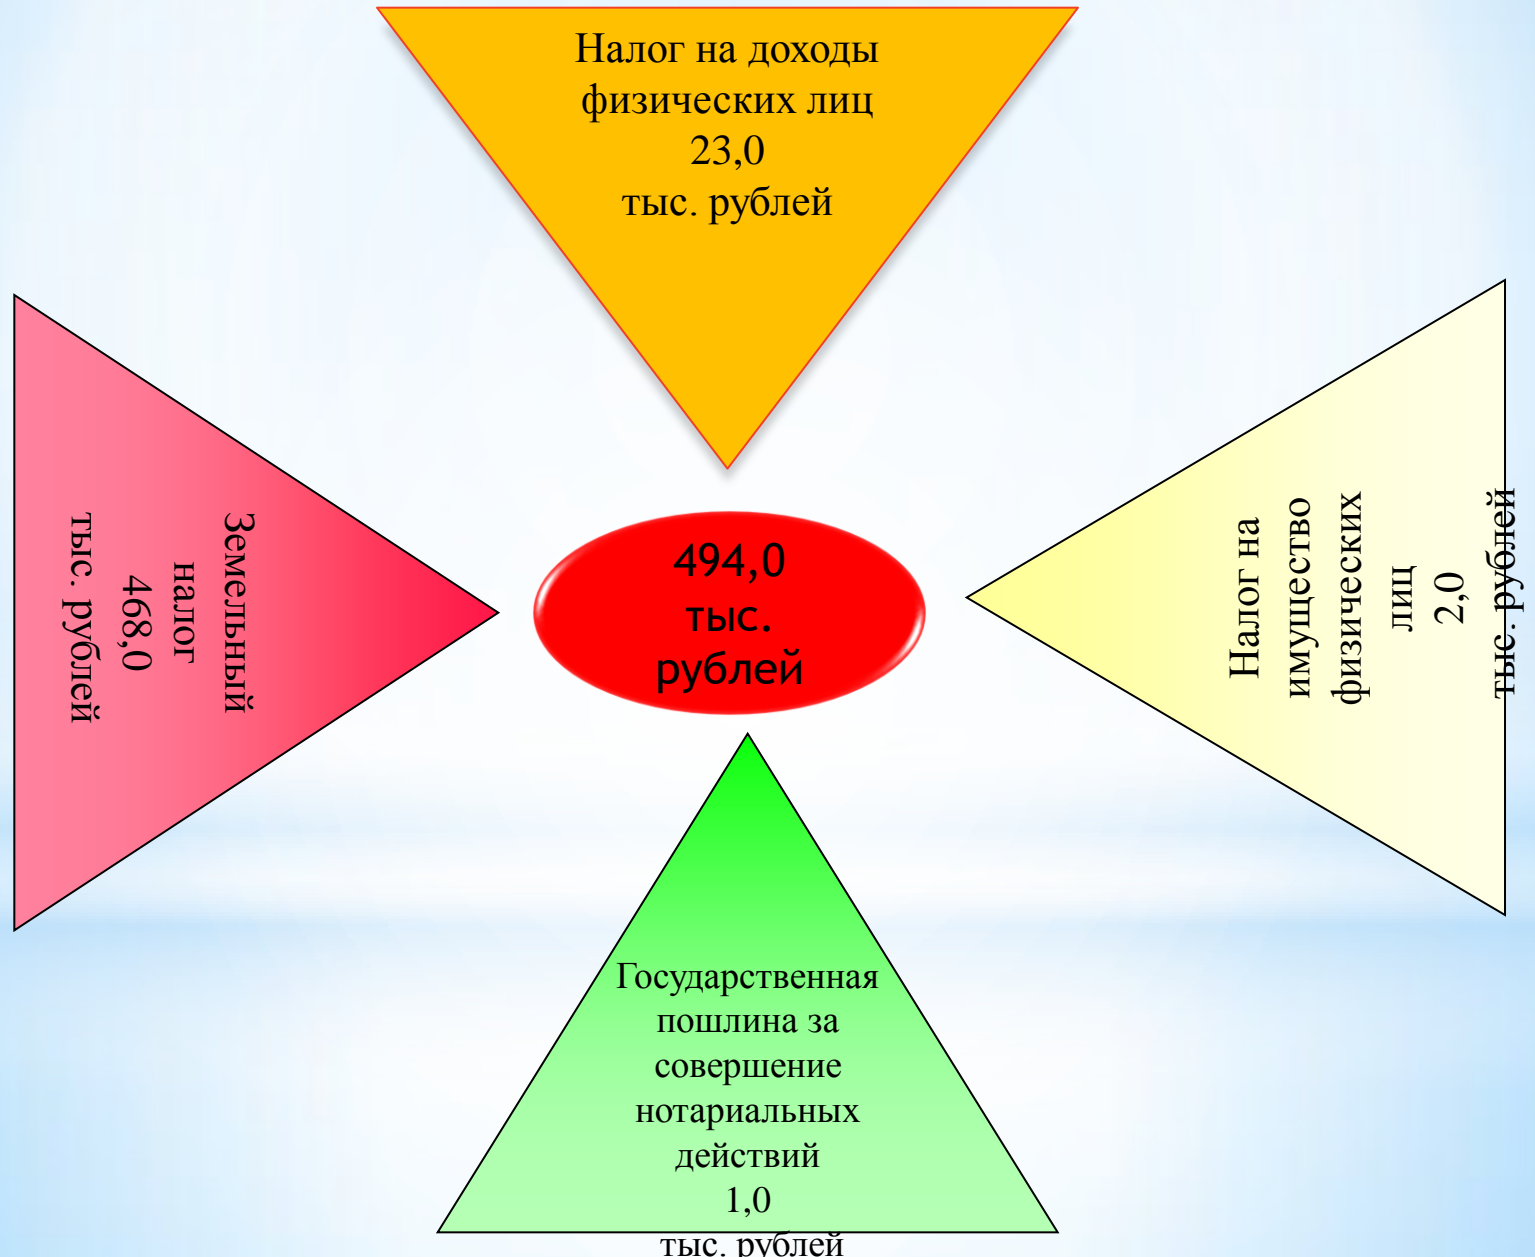 Налог на доходы
физических лиц
23,0
тыс. рублей
Земельный
налог
468,0
тыс. рублей
494,0
тыс.
рублей
Налог на
имущество
физических
лиц
2,0
тыс. рублей
Государственная
пошлина за
совершение
нотариальных
действий
1,0
тыс. рублей